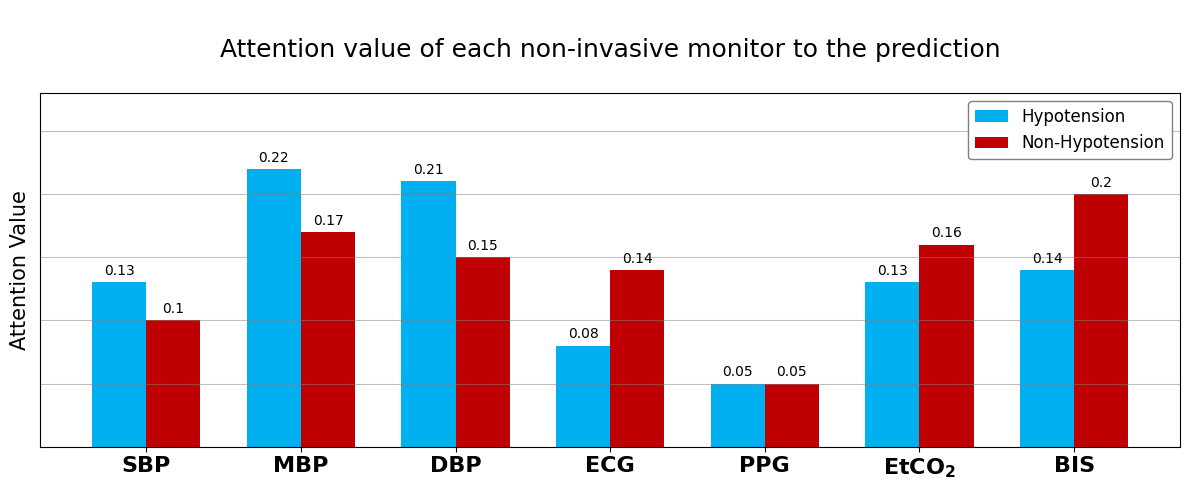 Attention value of each non-invasive monitor to the prediction
Attention Value
Hypotension
Non-Hypotension
0.13
0.1
0.22
0.17
0.21
0.15
0.08
0.14
0.05
0.05
0.13
0.16
0.14
0.2
SBP
MBP
DBP
ECG
PPG
EtCO₂
BIS